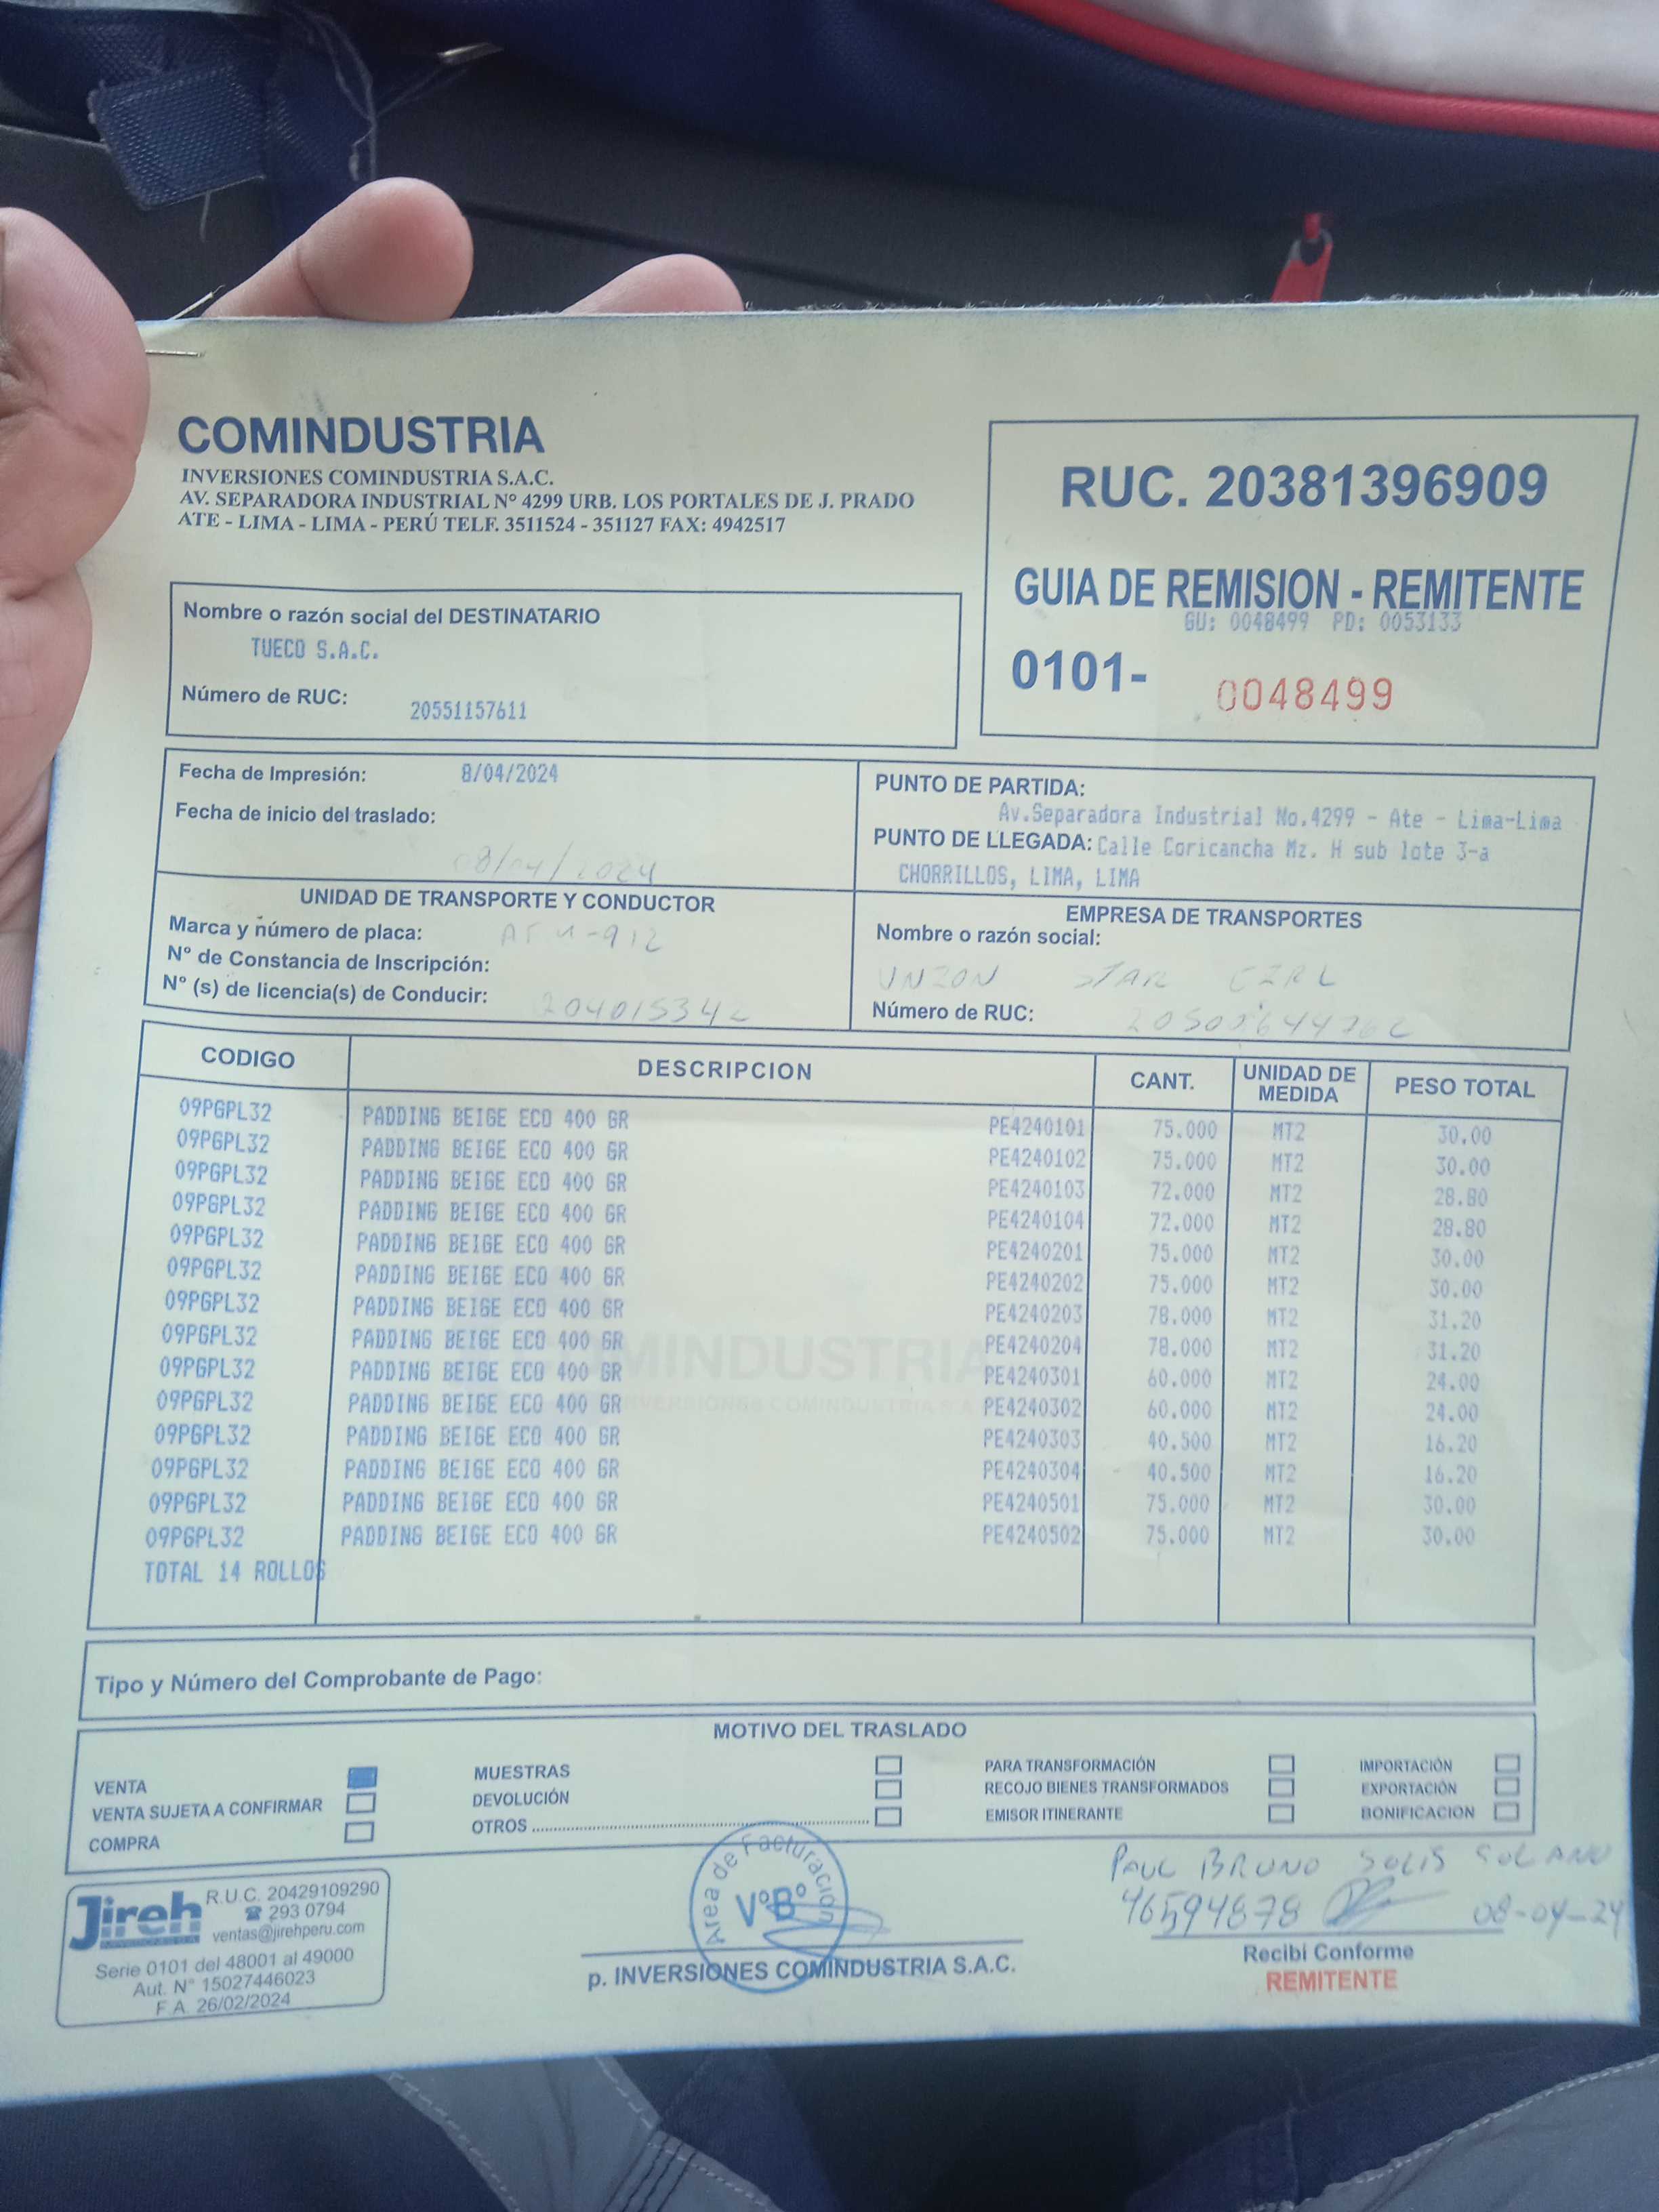 COMINDUSTRIA
INVERSIONES COMINDUSTRIA S.A.C.
AV. SEPARADORA INDUSTRIAL Nº 4299 URB. LOS PORTALES DE J. PRADO
ATE - LIMA - LIMA - PERÚ TELF. 3511524 - 351127 FAX: 4942517
RUC. 20381396909
GUIA DE REMISION - REMITENTE
GU: 0048499 PD: 0053133
0101- 0048499
Nombre o razón social del DESTINATARIO
TUECO S.A.C.
Número de RUC: 20551157611
Fecha de Impresión: 8/04/2024
Fecha de inicio del traslado:
08/04/2024
PUNTO DE PARTIDA:
Av.Separadora Industrial No.4299 - Ate - Lima-Lima
PUNTO DE LLEGADA: Calle Coricancha Mz. H sub lote 3-a
CHORRILLOS, LIMA, LIMA
UNIDAD DE TRANSPORTE Y CONDUCTOR
Marca y número de placa:
Nº de Constancia de Inscripción:
Nº (s) de licencia(s) de Conducir:
EMPRESA DE TRANSPORTES
Nombre o razón social:
UNION STAR EIRL
Número de RUC:
CODIGO DESCRIPCION CANT. UNIDAD DE MEDIDA PESO TOTAL
09PGPL32 PADDING BEIGE ECO 400 GR PE4240101 75.000 MT2 30.00
09PGPL32 PADDING BEIGE ECO 400 GR PE4240102 75.000 MT2 30.00
09PGPL32 PADDING BEIGE ECO 400 GR PE4240103 72.000 MT2 28.80
09PGPL32 PADDING BEIGE ECO 400 GR PE4240104 72.000 MT2 28.80
09PGPL32 PADDING BEIGE ECO 400 GR PE4240201 75.000 MT2 30.00
09PGPL32 PADDING BEIGE ECO 400 GR PE4240202 75.000 MT2 30.00
09PGPL32 PADDING BEIGE ECO 400 GR PE4240203 78.000 MT2 31.20
09PGPL32 PADDING BEIGE ECO 400 GR PE4240204 78.000 MT2 31.20
09PGPL32 PADDING BEIGE ECO 400 GR PE4240301 60.000 MT2 24.00
09PGPL32 PADDING BEIGE ECO 400 GR PE4240302 60.000 MT2 24.00
09PGPL32 PADDING BEIGE ECO 400 GR PE4240303 40.500 MT2 16.20
09PGPL32 PADDING BEIGE ECO 400 GR PE4240304 40.500 MT2 16.20
09PGPL32 PADDING BEIGE ECO 400 GR PE4240501 75.000 MT2 30.00
09PGPL32 PADDING BEIGE ECO 400 GR PE4240502 75.000 MT2 30.00
TOTAL 14 ROLLOS
Tipo y Número del Comprobante de Pago:
MOTIVO DEL TRASLADO
VENTA MUESTRAS PARA TRANSFORMACIÓN IMPORTACIÓN
VENTA SUJETA A CONFIRMAR DEVOLUCIÓN RECOJO BIENES TRANSFORMADOS EXPORTACIÓN
COMPRA OTROS EMISOR ITINERANTE BONIFICACION
Jireh
R.U.C. 20429109290
293 0794
ventas@jirehperu.com
Serie 0101 del 48001 al 49000
Aut. Nº 15027446023
F.A. 26/02/2024
Area de Facturación
VºBº
p. INVERSIONES COMINDUSTRIA S.A.C.
PAUL BRUNO SOLIS SOLANO
46594878 08-04-24
Recibí Conforme
REMITENTE